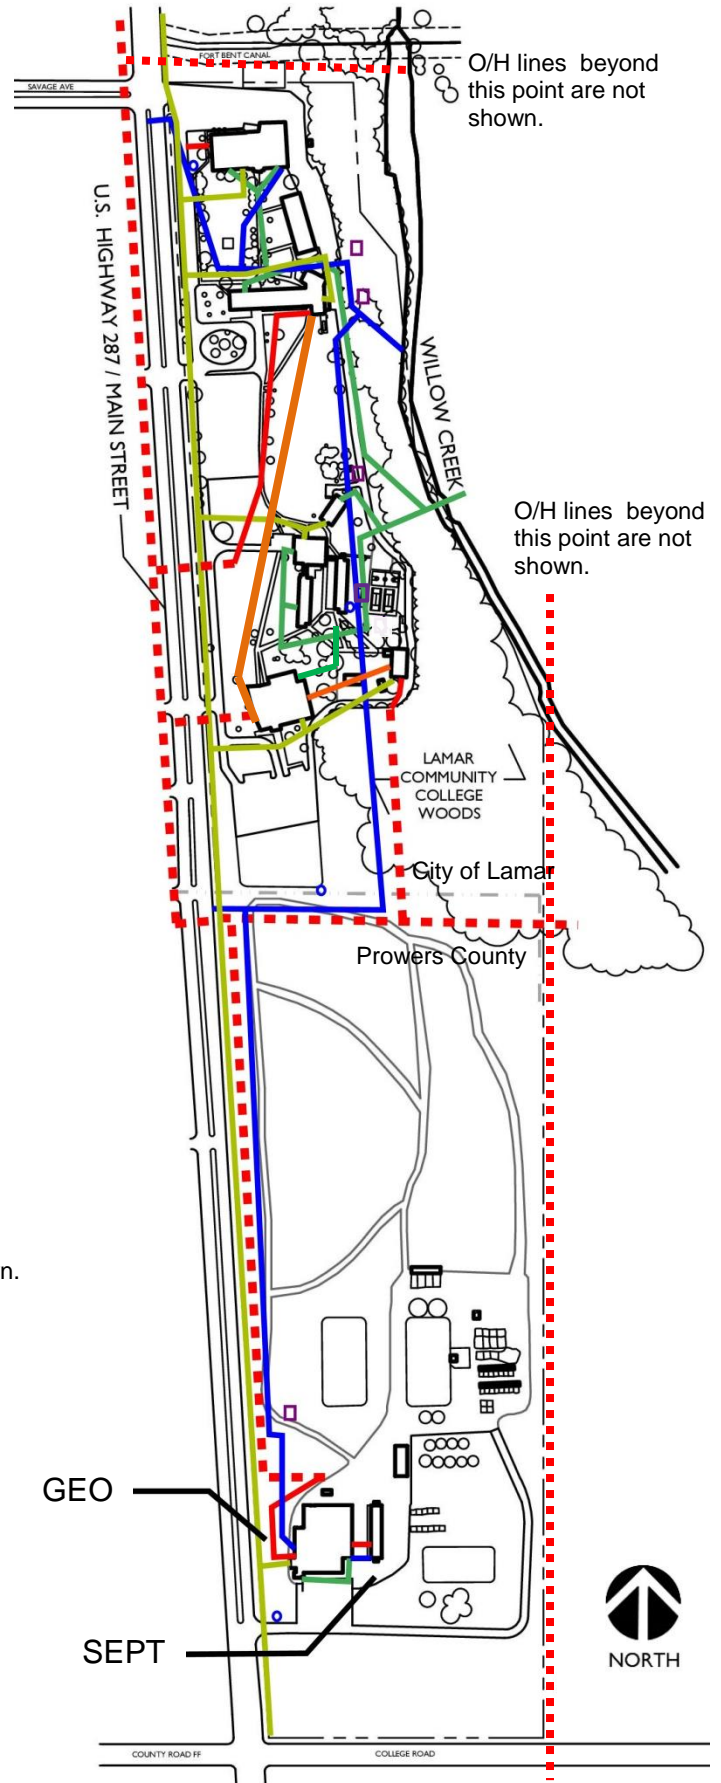 FORT BENT CANAL
O/H lines beyond
this point are not
shown.
SAVAGE AVE
U.S. HIGHWAY 287 / MAIN STREET
WILLOW CREEK
O/H lines beyond
this point are not
shown.
LAMAR
COMMUNITY
COLLEGE
WOODS
City of Lamar
Prowers County
n.
GEO
SEPT
NORTH
COUNTY ROAD FF
COLLEGE ROAD